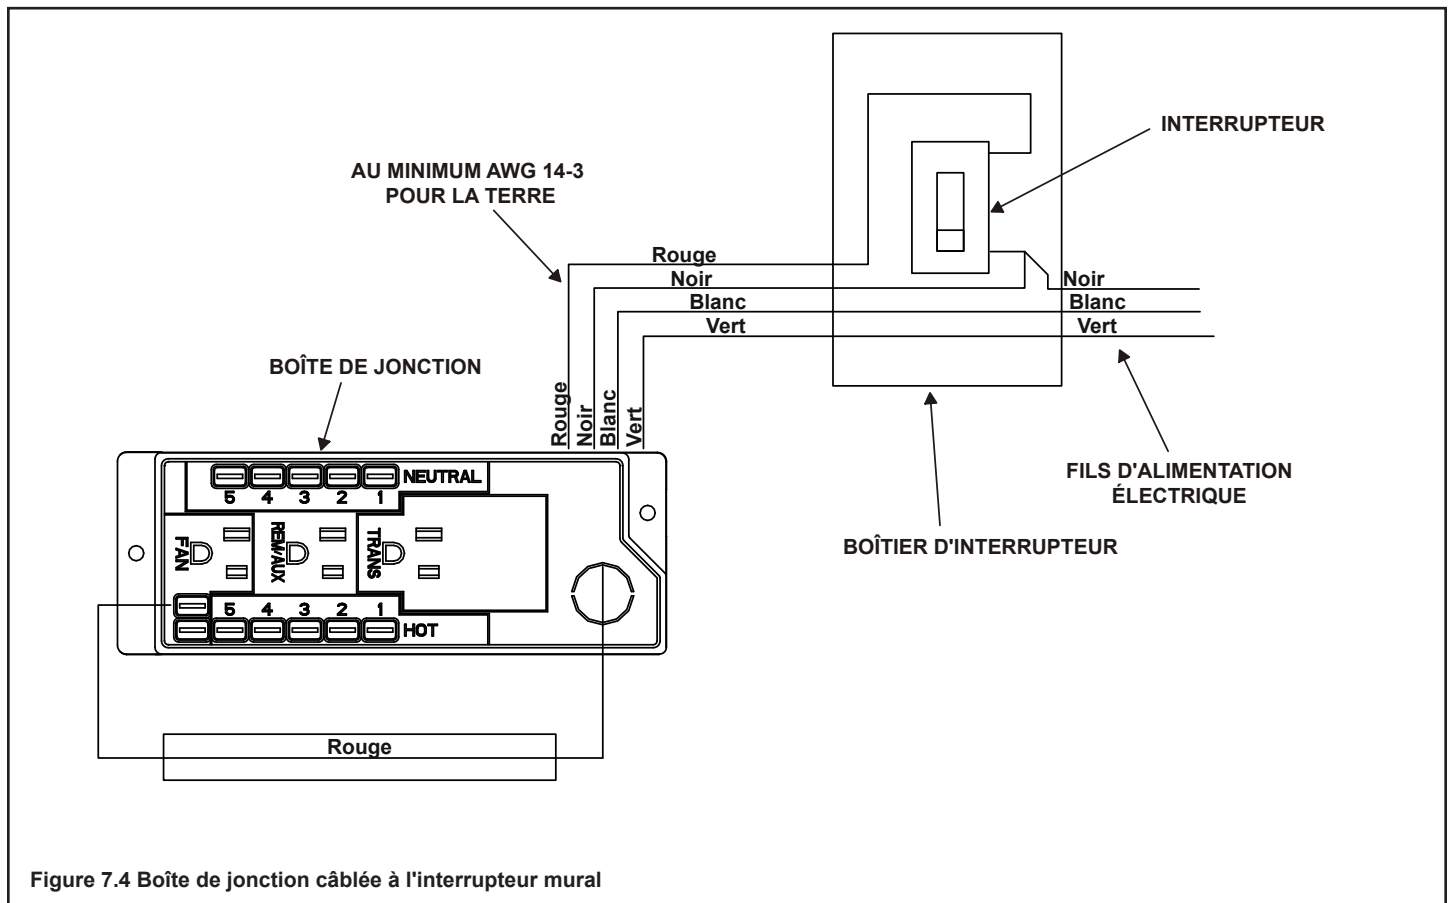 INTERRUPTEUR
AU MINIMUM AWG 14-3
POUR LA TERRE
Rouge
Noir
Noir
Blanc
Blanc
Vert
Vert
BOÎTE DE JONCTION
Rouge
Noir
Blanc
Vert
FILS D'ALIMENTATION
ÉLECTRIQUE
BOÎTIER D'INTERRUPTEUR
NEUTRAL
5 4 3 2 1
FAN
REM/AUX
TRANS
5 4 3 2 1
HOT
Rouge
Figure 7.4 Boîte de jonction câblée à l'interrupteur mural